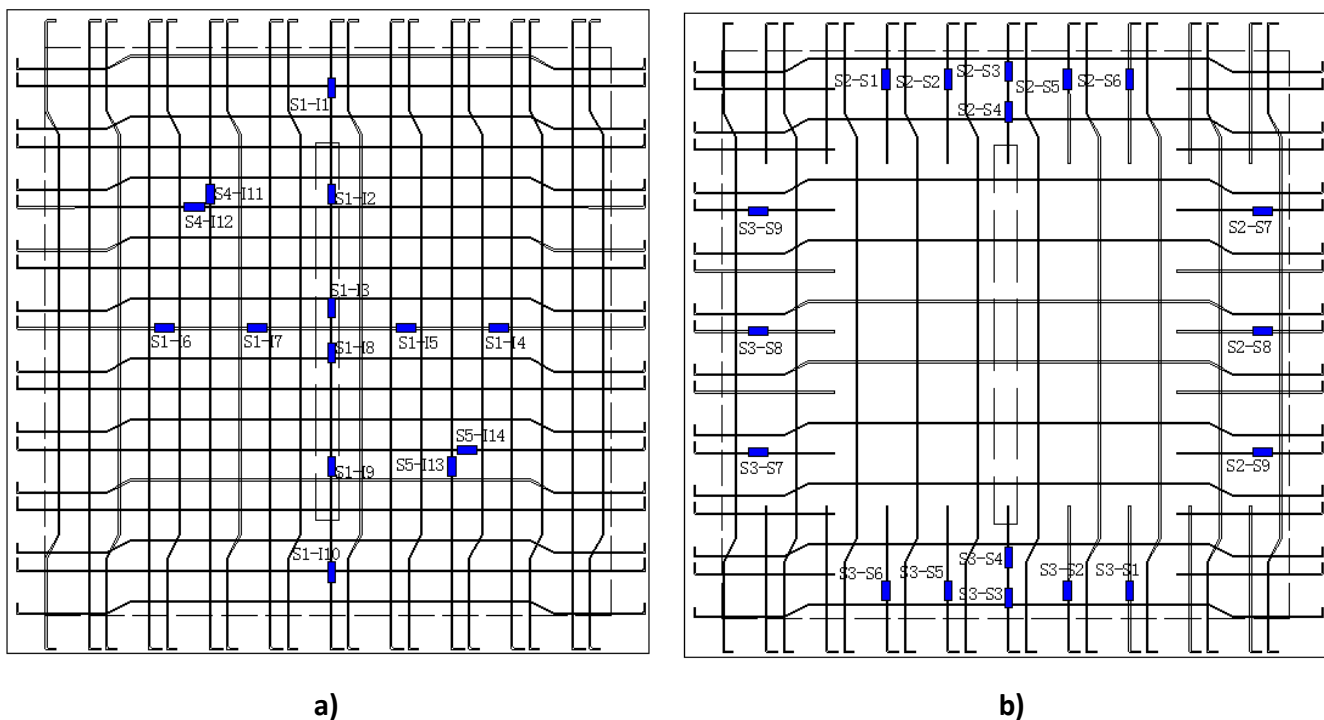 S1-I1
S4-I11
S1-I2
S4-I12
S1-I3
S1-I6
S1-I7
S1-I8
S1-I5
S1-I4
S5-I14
S5-I13
S1-I9
S1-I10
a)
S2-S3
S2-S1
S2-S2
S2-S5
S2-S6
S2-S4
S3-S9
S2-S7
S3-S8
S2-S8
S3-S7
S2-S9
S3-S4
S3-S6
S3-S5
S3-S2
S3-S1
S3-S3
b)